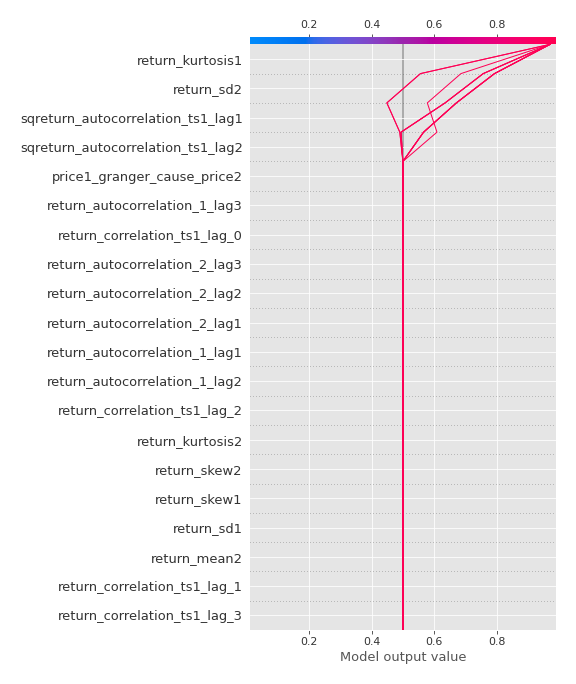 0.2 0.4 0.6 0.8
return_kurtosis1
return_sd2
sqreturn_autocorrelation_ts1_lag1
sqreturn_autocorrelation_ts1_lag2
price1_granger_cause_price2
return_autocorrelation_1_lag3
return_correlation_ts1_lag_0
return_autocorrelation_2_lag3
return_autocorrelation_2_lag2
return_autocorrelation_2_lag1
return_autocorrelation_1_lag1
return_autocorrelation_1_lag2
return_correlation_ts1_lag_2
return_kurtosis2
return_skew2
return_skew1
return_sd1
return_mean2
return_correlation_ts1_lag_1
return_correlation_ts1_lag_3
0.2 0.4 0.6 0.8
Model output value